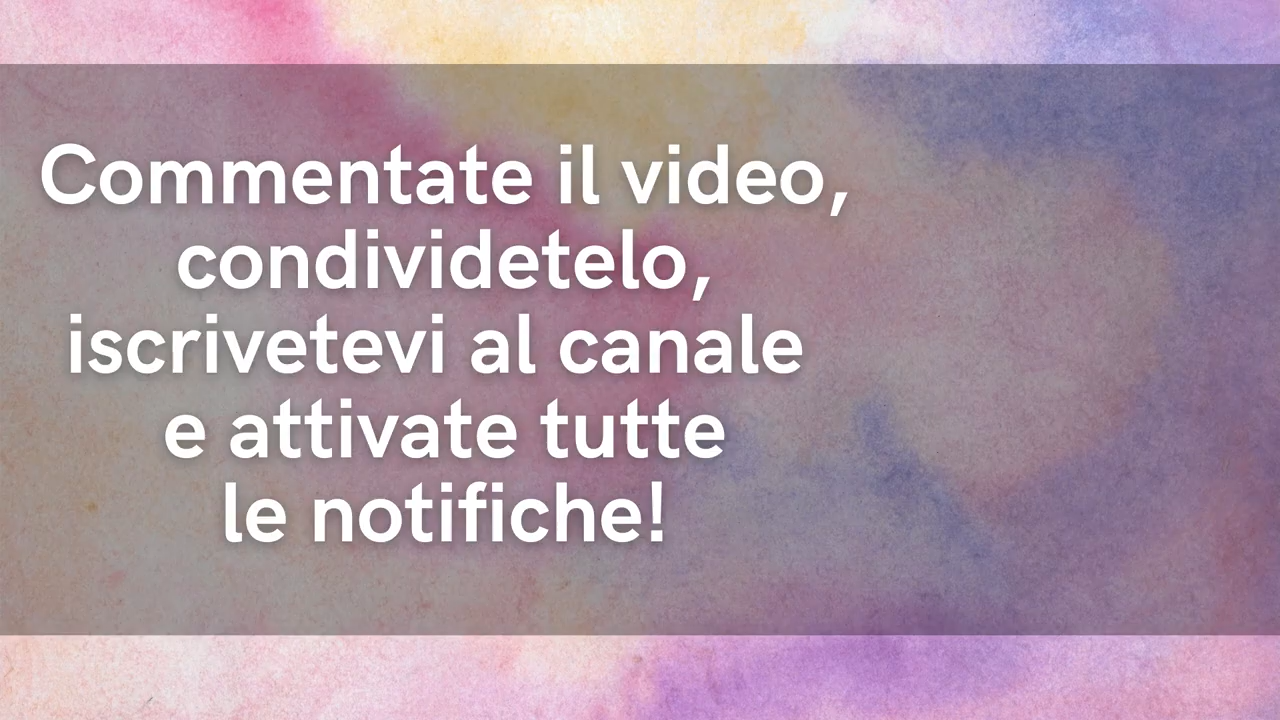 Commentate il video,
condividetelo,
iscrivetevi al canale
e attivate tutte
le notifiche!